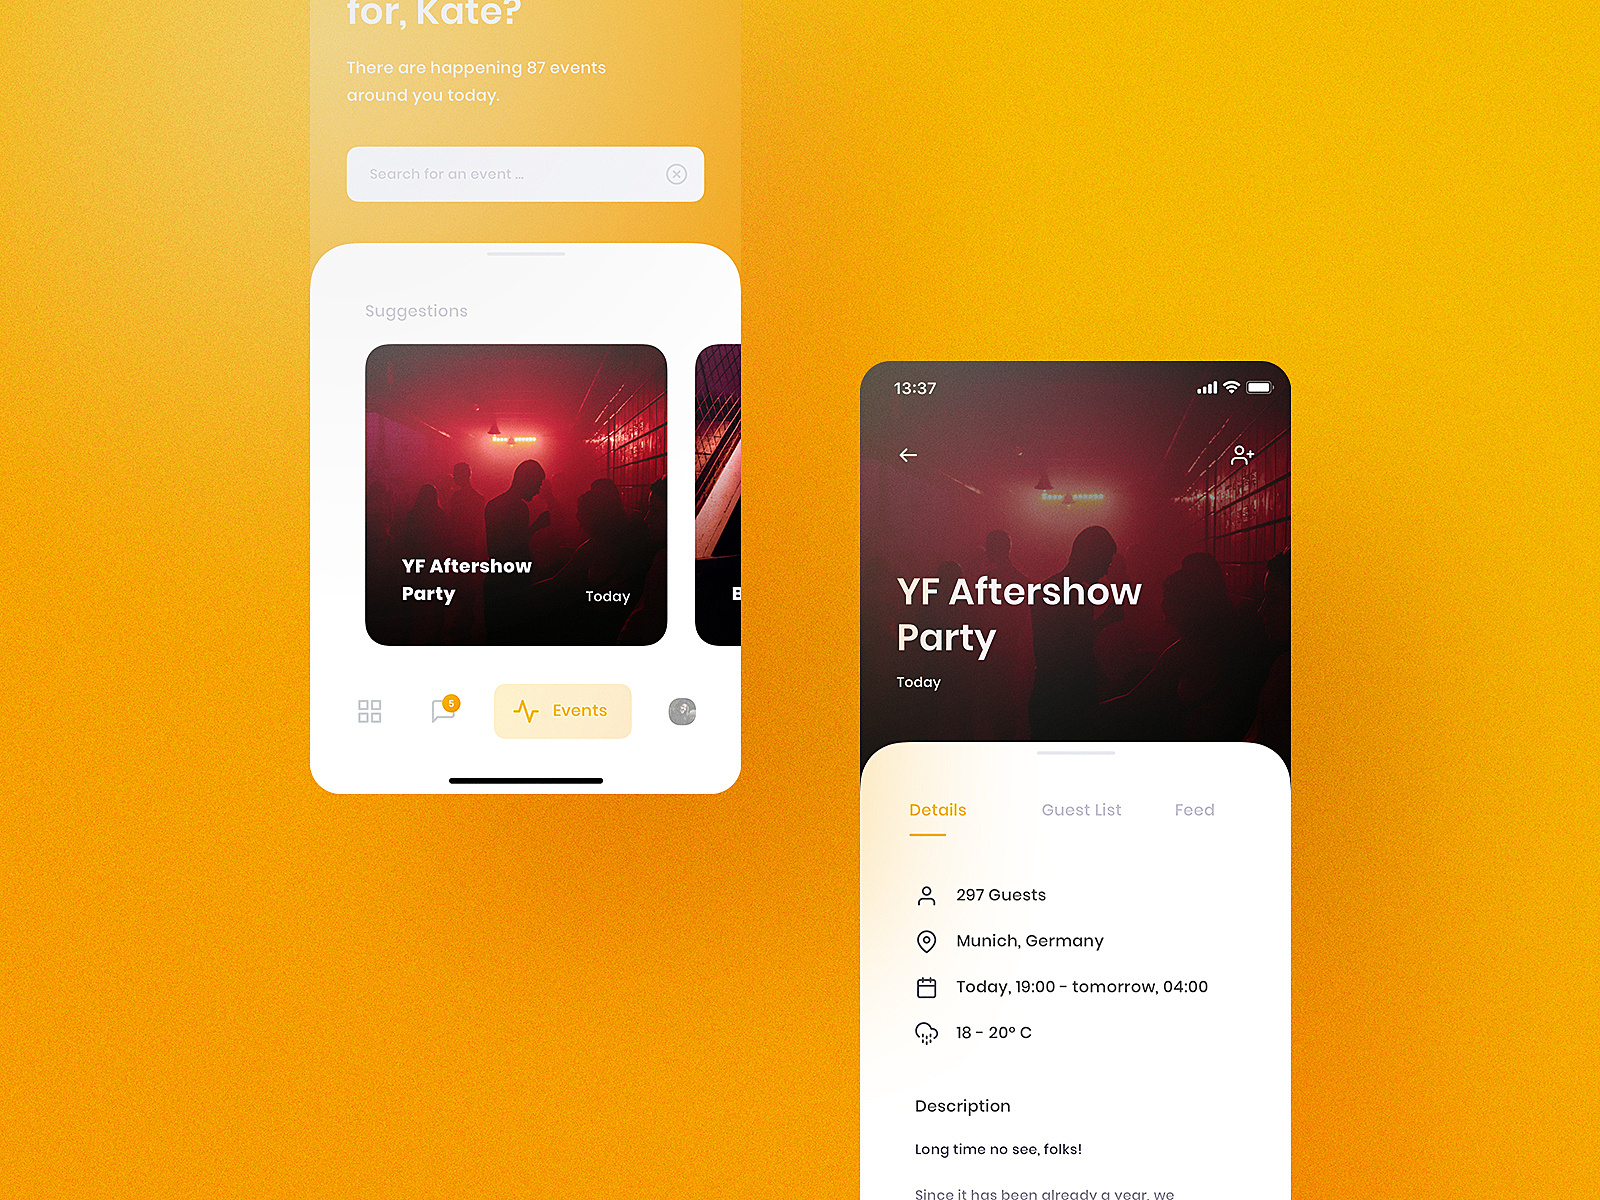 for, Kate?
There are happening 87 events
around you today.
Search for an event ...
Suggestions
YF Aftershow
Party
Today
5
Events
13:37
YF Aftershow
Party
Today
Details
Guest List
Feed
297 Guests
Munich, Germany
Today, 19:00 - tomorrow, 04:00
18 - 20° C
Description
Long time no see, folks!
Since it has been already a year, we